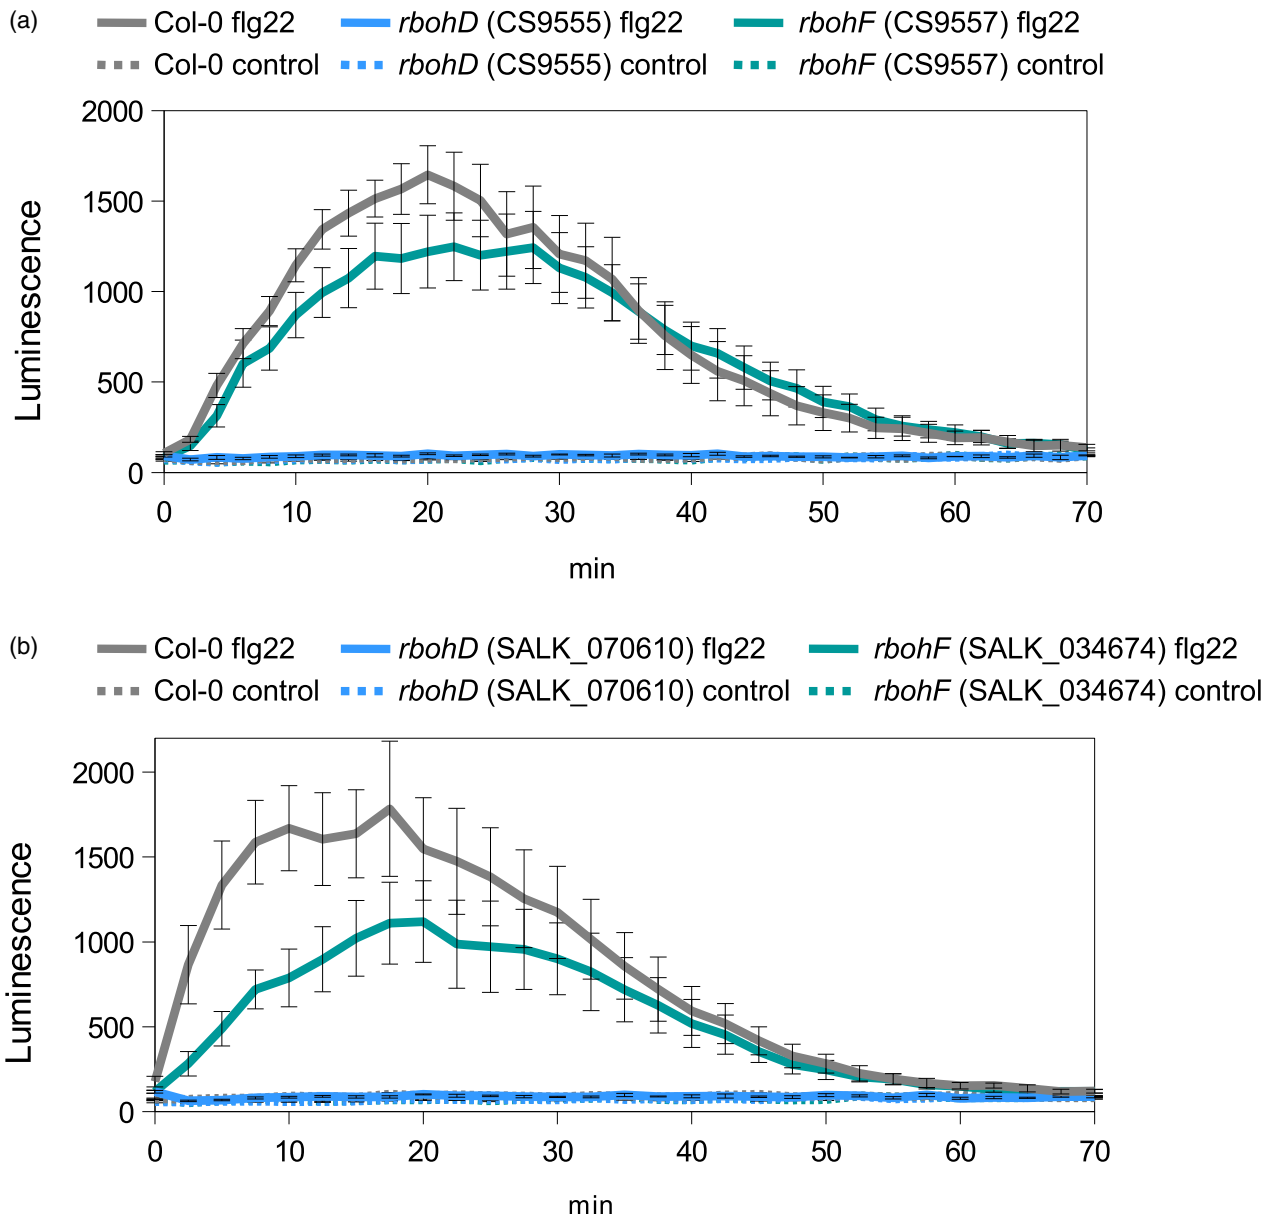 (a)
Col-0 flg22 rbohD (CS9555) flg22 rbohF (CS9557) flg22
Col-0 control rbohD (CS9555) control rbohF (CS9557) control
2000
1500
1000
500
0
Luminescence
0 10 20 30 40 50 60 70
min
(b)
Col-0 flg22 rbohD (SALK_070610) flg22 rbohF (SALK_034674) flg22
Col-0 control rbohD (SALK_070610) control rbohF (SALK_034674) control
2000
1500
1000
500
0
Luminescence
0 10 20 30 40 50 60 70
min